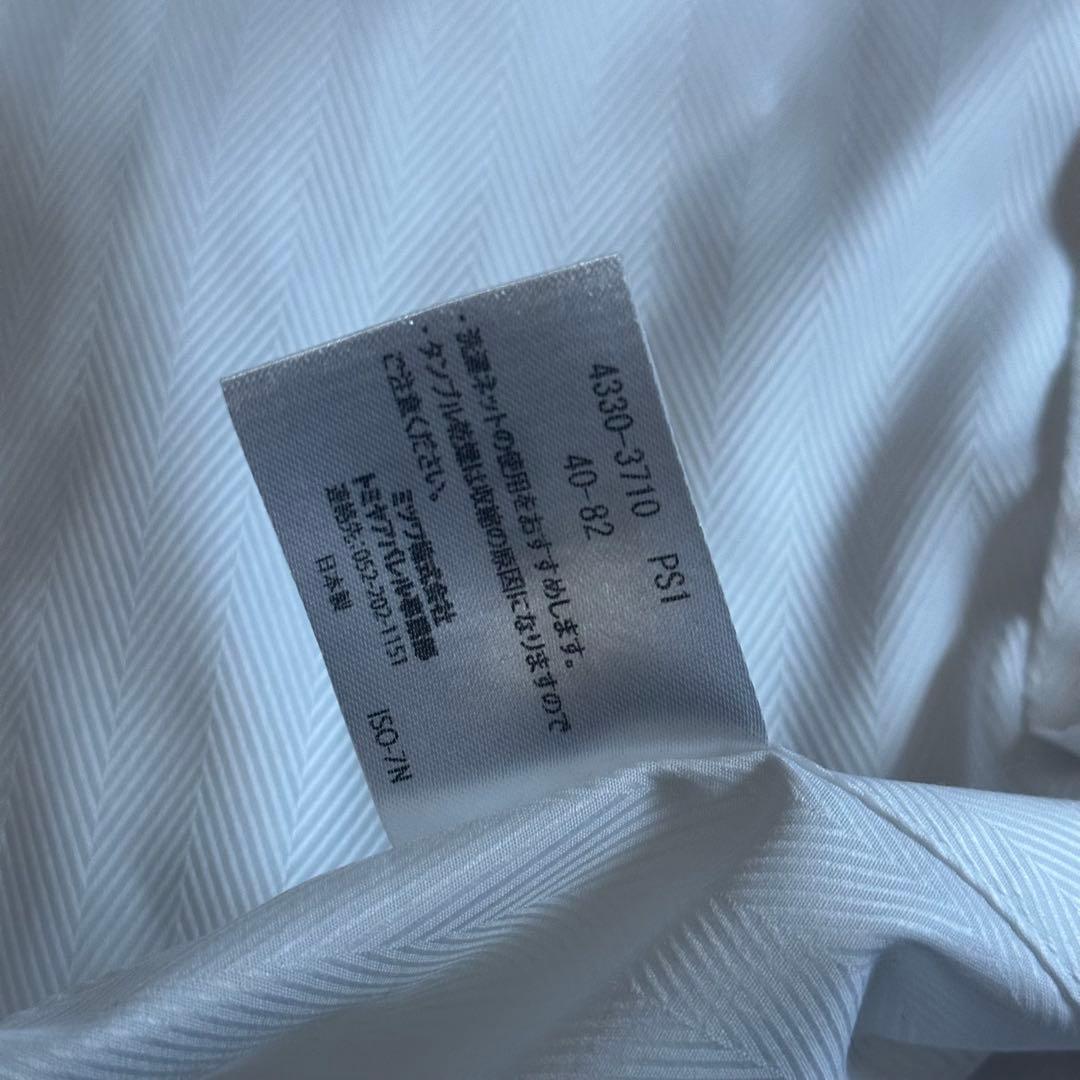 4330-3710 PS1
40-82
・洗濯ネットの使用をおすすめします。
・タンブル乾燥は収縮の原因になりますので
ご注意ください。
ミツワ株式会社
トミヤアパレル事業部
連絡先:052-202-1151
日本製 ISO-7N